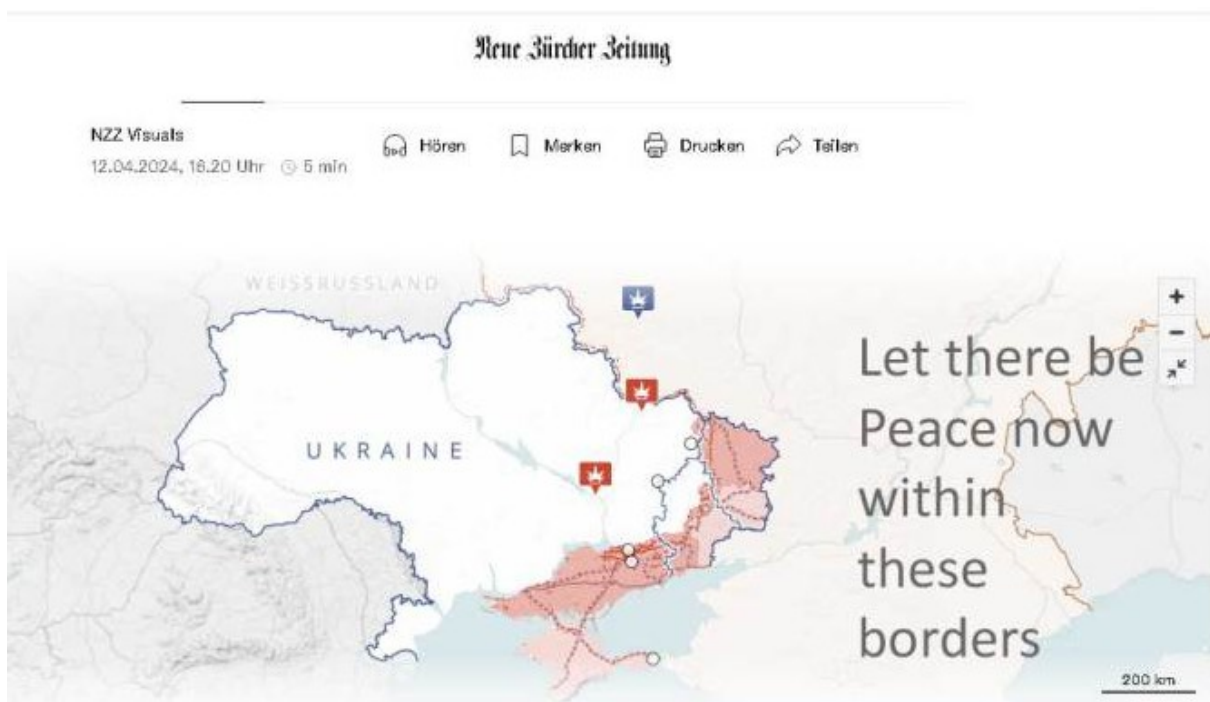 Neue Zürcher Zeitung
NZZ Visuals
12.04.2024, 16.20 Uhr 5 min
Hören Merken Drucken Teilen
WEISSRUSSLAND
UKRAINE
Let there be
Peace now
within
these
borders
200 km